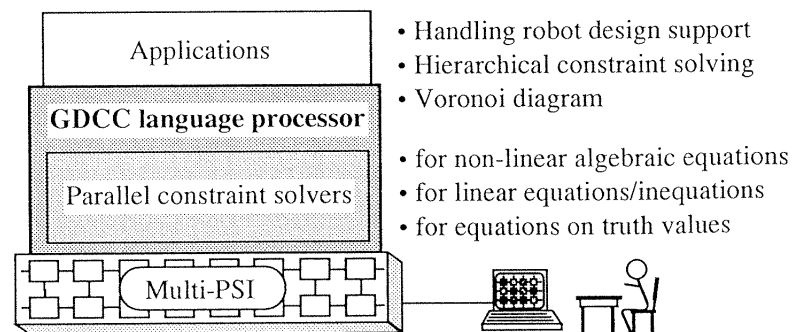 Applications
GDCC language processor
Parallel constraint solvers
Multi-PSI
• Handling robot design support
• Hierarchical constraint solving
• Voronoi diagram
• for non-linear algebraic equations
• for linear equations/inequations
• for equations on truth values